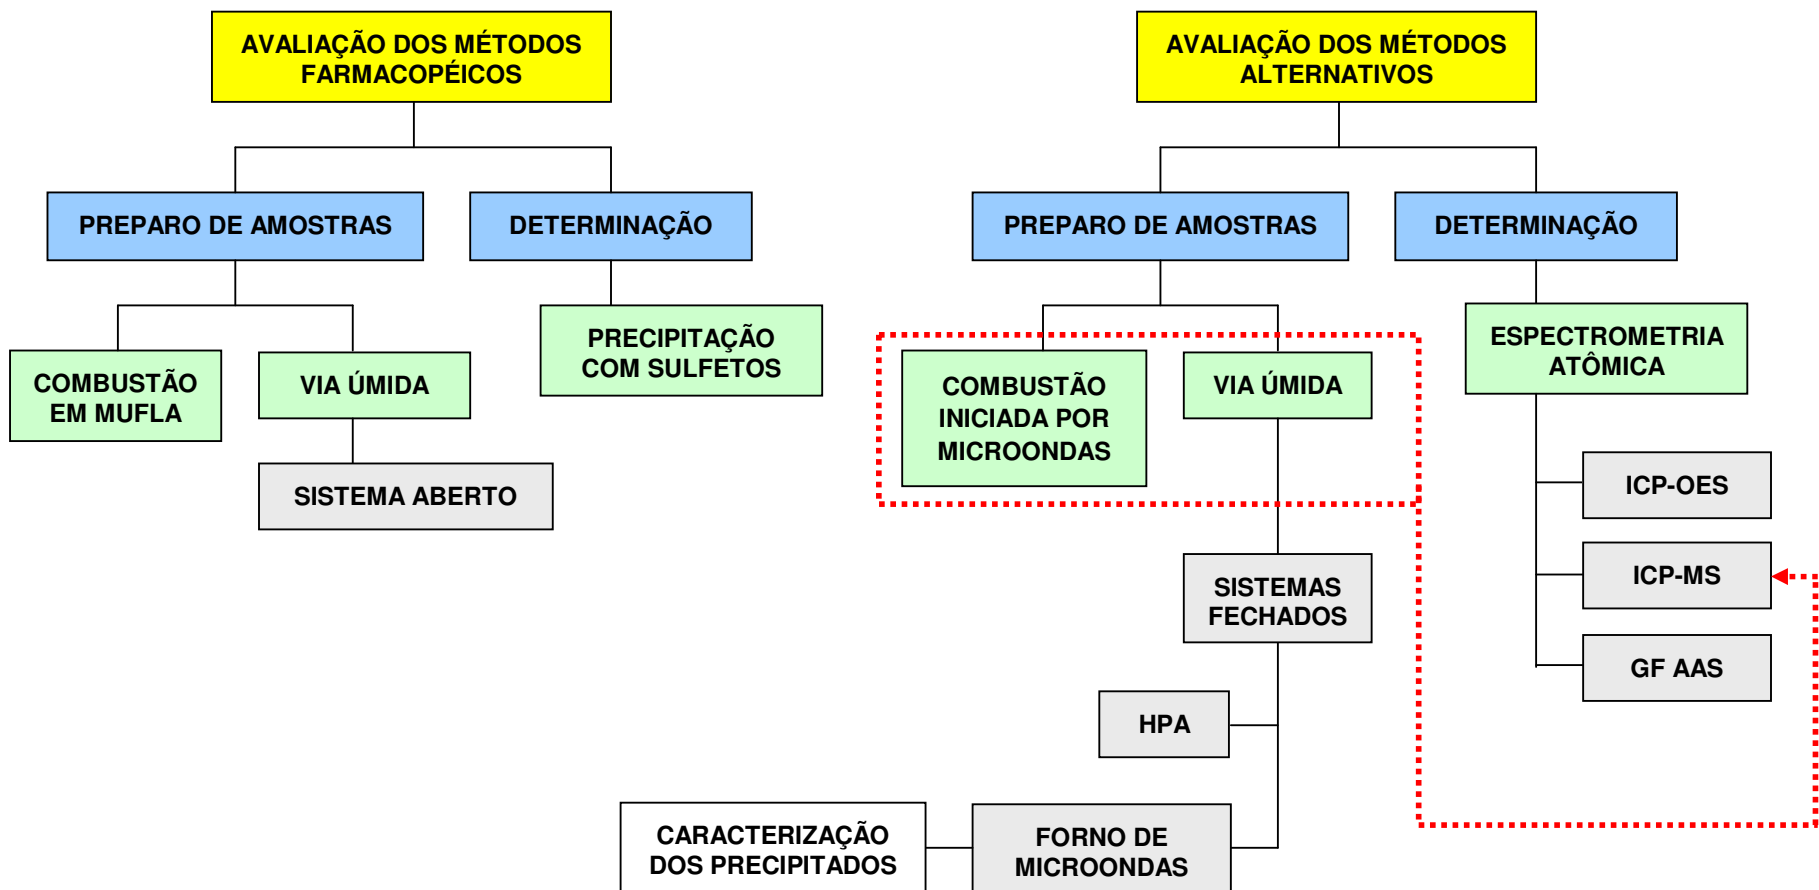 AVALIAÇÃO DOS MÉTODOS
FARMACOPÉICOS
PREPARO DE AMOSTRAS
DETERMINAÇÃO
COMBUSTÃO
EM MUFLA
VIA ÚMIDA
PRECIPITAÇÃO
COM SULFETOS
SISTEMA ABERTO
AVALIAÇÃO DOS MÉTODOS
ALTERNATIVOS
PREPARO DE AMOSTRAS
DETERMINAÇÃO
COMBUSTÃO
INICIADA POR
MICROONDAS
VIA ÚMIDA
ESPECTROMETRIA
ATÔMICA
ICP-OES
ICP-MS
GF AAS
SISTEMAS
FECHADOS
HPA
CARACTERIZAÇÃO
DOS PRECIPITADOS
FORNO DE
MICROONDAS